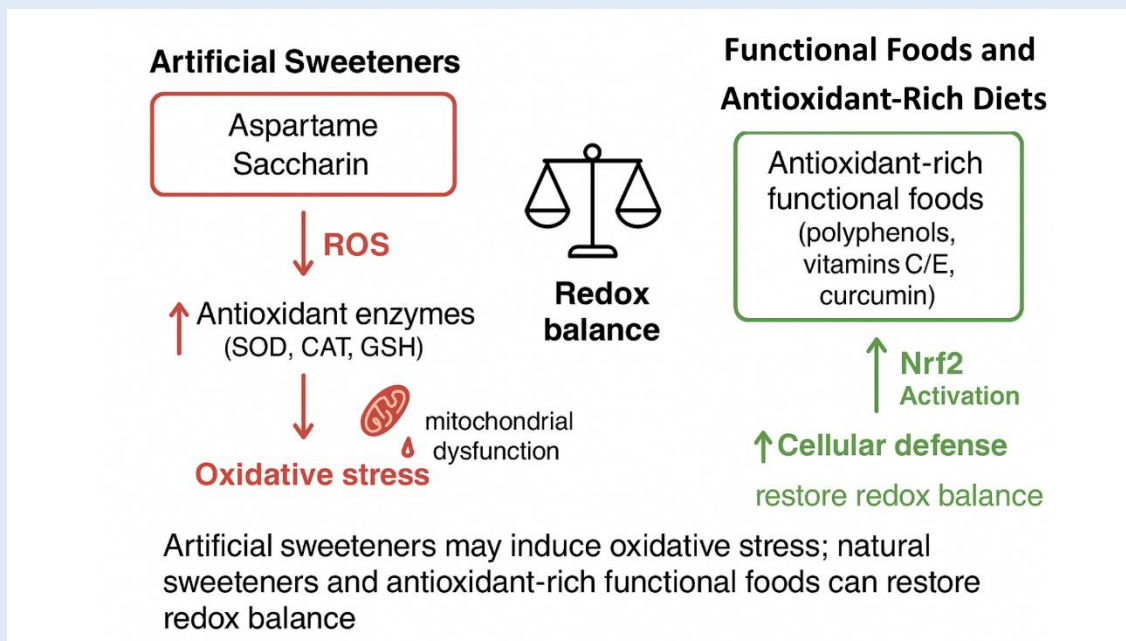 Artificial Sweeteners
Aspartame
Saccharin
ROS
Antioxidant enzymes
(SOD, CAT, GSH)
mitochondrial
dysfunction
Oxidative stress
Redox
balance
Functional Foods and
Antioxidant-Rich Diets
Antioxidant-rich
functional foods
(polyphenols,
vitamins C/E,
curcumin)
Nrf2
Activation
Cellular defense
restore redox balance
Artificial sweeteners may induce oxidative stress; natural
sweeteners and antioxidant-rich functional foods can restore
redox balance